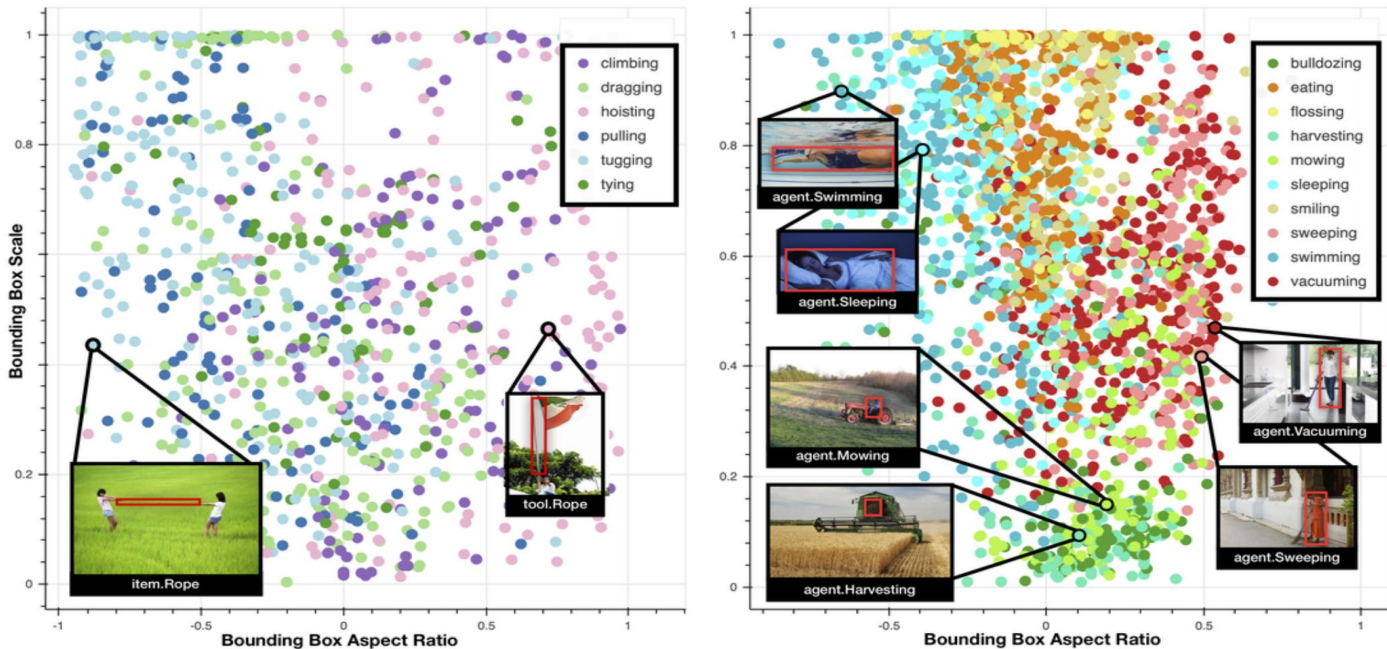 1
0.8
0.6
0.4
0.2
0
Bounding Box Scale
-1
-0.5
0
0.5
1
Bounding Box Aspect Ratio
climbing
dragging
hoisting
pulling
tugging
tying
item.Rope
tool.Rope
1
0.8
0.6
0.4
0.2
0
-0.5
0
0.5
1
Bounding Box Aspect Ratio
bulldozing
eating
flossing
harvesting
mowing
sleeping
smiling
sweeping
swimming
vacuuming
agent.Swimming
agent.Sleeping
agent.Mowing
agent.Harvesting
agent.Vacuuming
agent.Sweeping